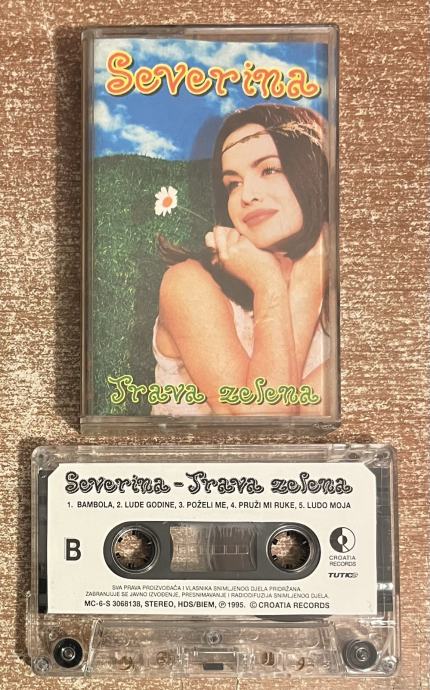 Severina
Trava zelena
Severina - Trava zelena
1. BAMBOLA, 2. LUDE GODINE, 3. POŽELI ME, 4. PRUŽI MI RUKE, 5. LUDO MOJA
B
CROATIA
RECORDS
TUTICO
SVA PRAVA PROIZVOĐAČA I VLASNIKA SNIMLJENOG DJELA PRIDRŽANA.
ZABRANJUJE SE JAVNO IZVOĐENJE, PRESNIMAVANJE I RADIODIFUZIJA SNIMLJENOG DJELA.
MC-6-S 3068138, STEREO, HDS/BIEM, ℗ 1995. © CROATIA RECORDS